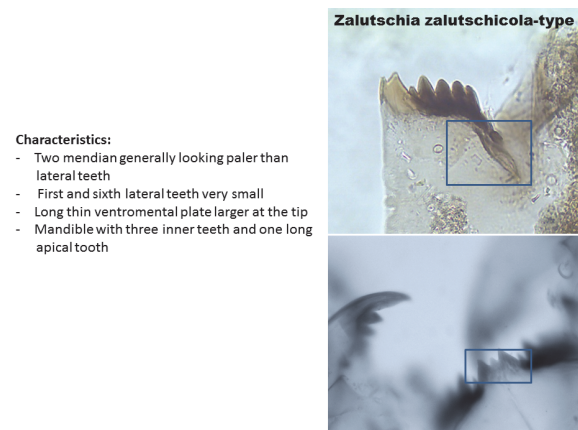 Zalutschia zalutschicola-type
Characteristics:
- Two mendian generally looking paler than
lateral teeth
- First and sixth lateral teeth very small
- Long thin ventromental plate larger at the tip
- Mandible with three inner teeth and one long
apical tooth